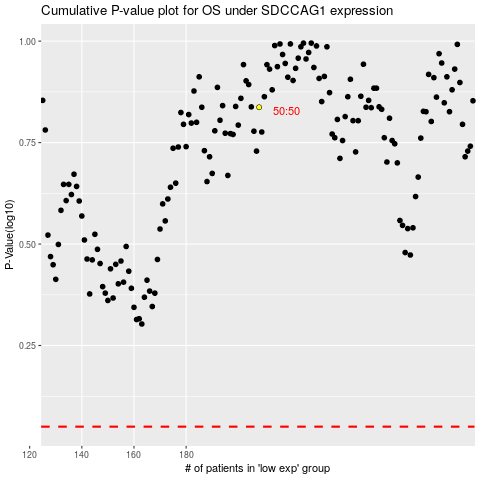 Cumulative P-value plot for OS under SDCCAG1 expression
P-Value(log10)
1.00
0.75
0.50
0.25
50:50
120 140 160 180
# of patients in 'low exp' group